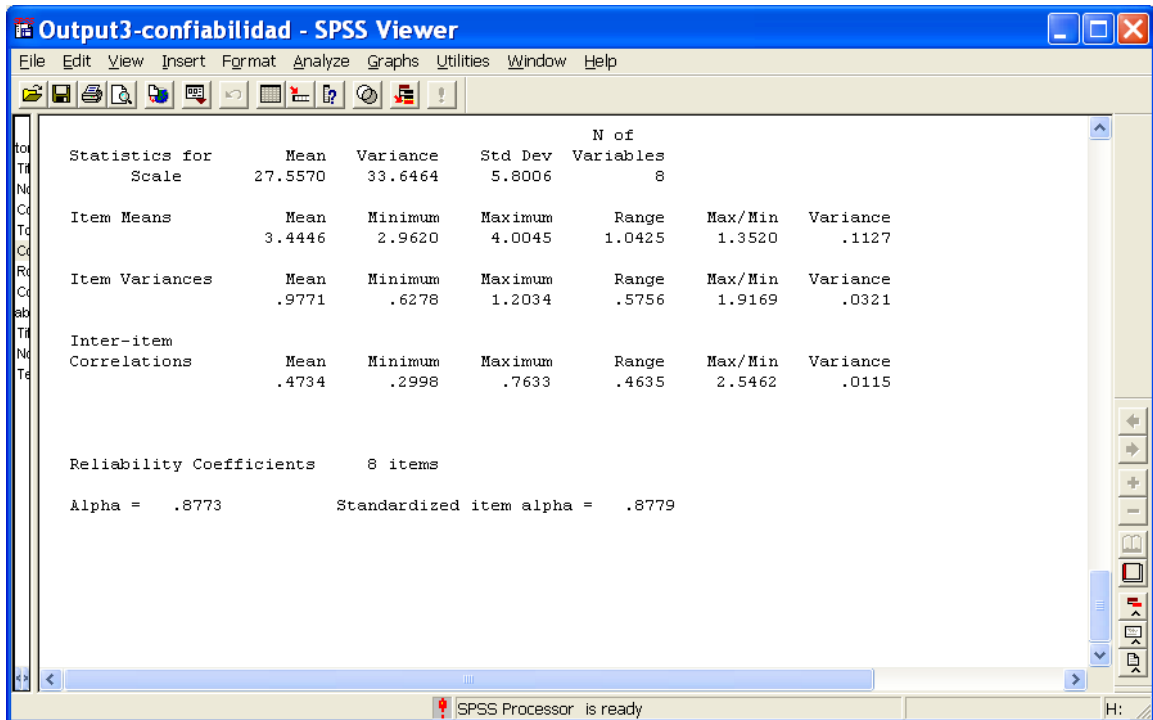 Output3-confiabilidad - SPSS Viewer
File Edit View Insert Format Analyze Graphs Utilities Window Help
N of
Statistics for Mean Variance Std Dev Variables
Scale 27.5570 33.6464 5.8006 8
Item Means Mean Minimum Maximum Range Max/Min Variance
3.4446 2.9620 4.0045 1.0425 1.3520 .1127
Item Variances Mean Minimum Maximum Range Max/Min Variance
.9771 .6278 1.2034 .5756 1.9169 .0321
Inter-item
Correlations Mean Minimum Maximum Range Max/Min Variance
.4734 .2998 .7633 .4635 2.5462 .0115
Reliability Coefficients 8 items
Alpha = .8773 Standardized item alpha = .8779
SPSS Processor is ready H: